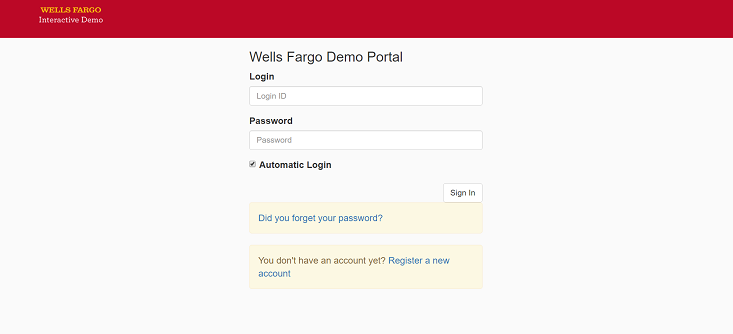 WELLS FARGO
Interactive Demo
Wells Fargo Demo Portal
Login
Login ID
Password
Password
Automatic Login
Sign In
Did you forget your password?
You don't have an account yet? Register a new
account